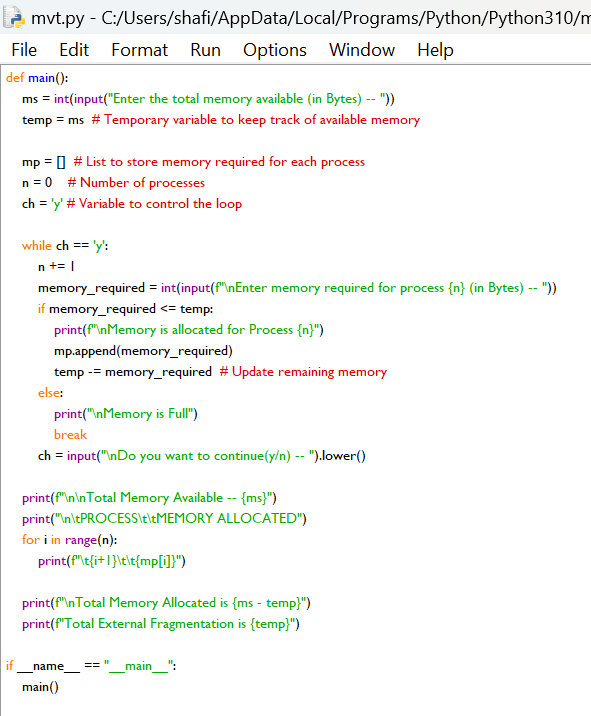 mvt.py - C:/Users/shafi/AppData/Local/Programs/Python/Python310/m
File Edit Format Run Options Window Help
def main():
    ms = int(input("Enter the total memory available (in Bytes) -- "))
    temp = ms  # Temporary variable to keep track of available memory

    mp = []  # List to store memory required for each process
    n = 0    # Number of processes
    ch = 'y' # Variable to control the loop

    while ch == 'y':
        n += 1
        memory_required = int(input(f"\nEnter memory required for process {n} (in Bytes) -- "))
        if memory_required <= temp:
            print(f"\nMemory is allocated for Process {n}")
            mp.append(memory_required)
            temp -= memory_required  # Update remaining memory
        else:
            print("\nMemory is Full")
            break
        ch = input("\nDo you want to continue(y/n) -- ").lower()

    print(f"\n\nTotal Memory Available -- {ms}")
    print("\n\tPROCESS\t\tMEMORY ALLOCATED")
    for i in range(n):
        print(f"\t{i+1}\t\t{mp[i]}")

    print(f"\nTotal Memory Allocated is {ms - temp}")
    print(f"Total External Fragmentation is {temp}")

if __name__ == "__main__":
    main()